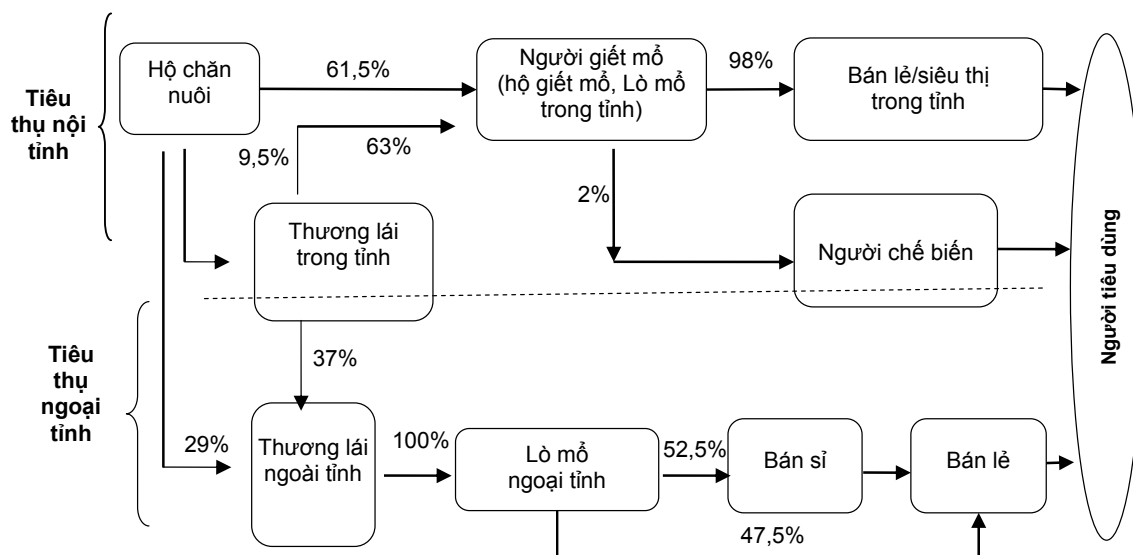 Tiêu
thụ nội
tỉnh
Hộ chăn
nuôi
61,5%
Người giết mổ
(hộ giết mổ, Lò mổ
trong tỉnh)
98%
Bán lẻ/siêu thị
trong tỉnh
9,5%
63%
2%
Thương lái
trong tỉnh
Người chế biến
Người tiêu dùng
Tiêu
thụ
ngoại
tỉnh
37%
29%
Thương lái
ngoài tỉnh
100%
Lò mổ
ngoại tỉnh
52,5%
Bán sỉ
Bán lẻ
47,5%